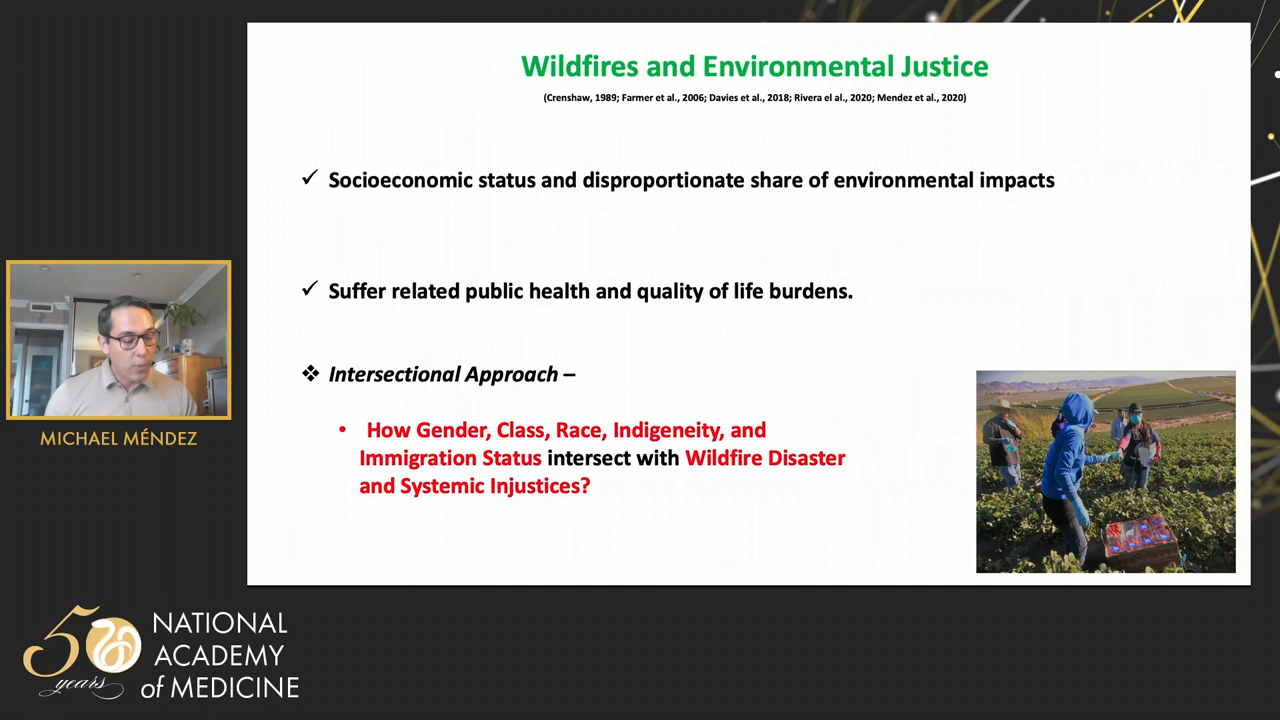 Wildfires and Environmental Justice
(Crenshaw, 1989; Farmer et al., 2006; Davies et al., 2018; Rivera el al., 2020; Mendez et al., 2020)
✓ Socioeconomic status and disproportionate share of environmental impacts
✓ Suffer related public health and quality of life burdens.
❖ Intersectional Approach –
• How Gender, Class, Race, Indigeneity, and
Immigration Status intersect with Wildfire Disaster
and Systemic Injustices?
MICHAEL MÉNDEZ
50 years
NATIONAL
ACADEMY
of MEDICINE